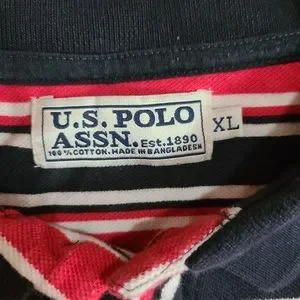 U.S. POLO
ASSN. Est. 1890
100% COTTON. MADE IN BANGLADESH
XL